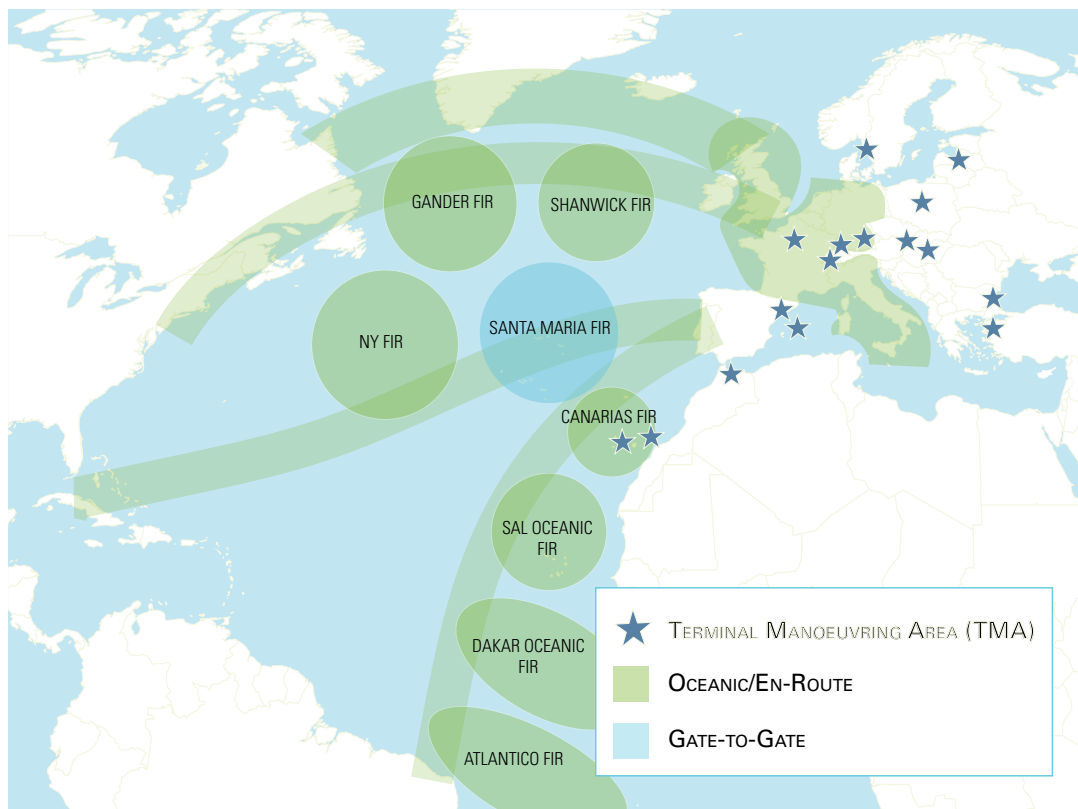 GANDER FIR
SHANWICK FIR
NY FIR
SANTA MARIA FIR
CANARIAS FIR
SAL OCEANIC
FIR
DAKAR OCEANIC
FIR
ATLANTICO FIR
TERMINAL MANOEUVRING AREA (TMA)
OCEANIC/EN-ROUTE
GATE-TO-GATE